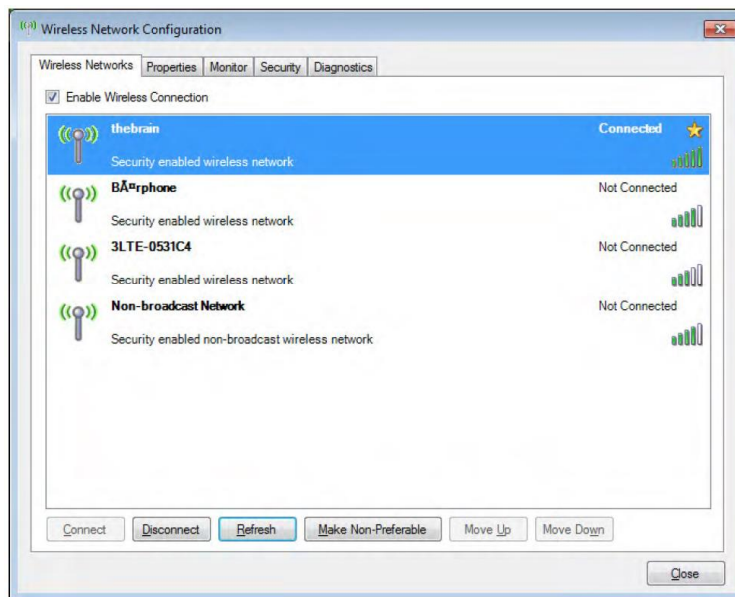 Wireless Network Configuration
Wireless Networks Properties Monitor Security Diagnostics
Enable Wireless Connection
thebrain Connected
Security enabled wireless network
BÃ¤rphone Not Connected
Security enabled wireless network
3LTE-0531C4 Not Connected
Security enabled wireless network
Non-broadcast Network Not Connected
Security enabled non-broadcast wireless network
Connect Disconnect Refresh Make Non-Preferable Move Up Move Down
Close